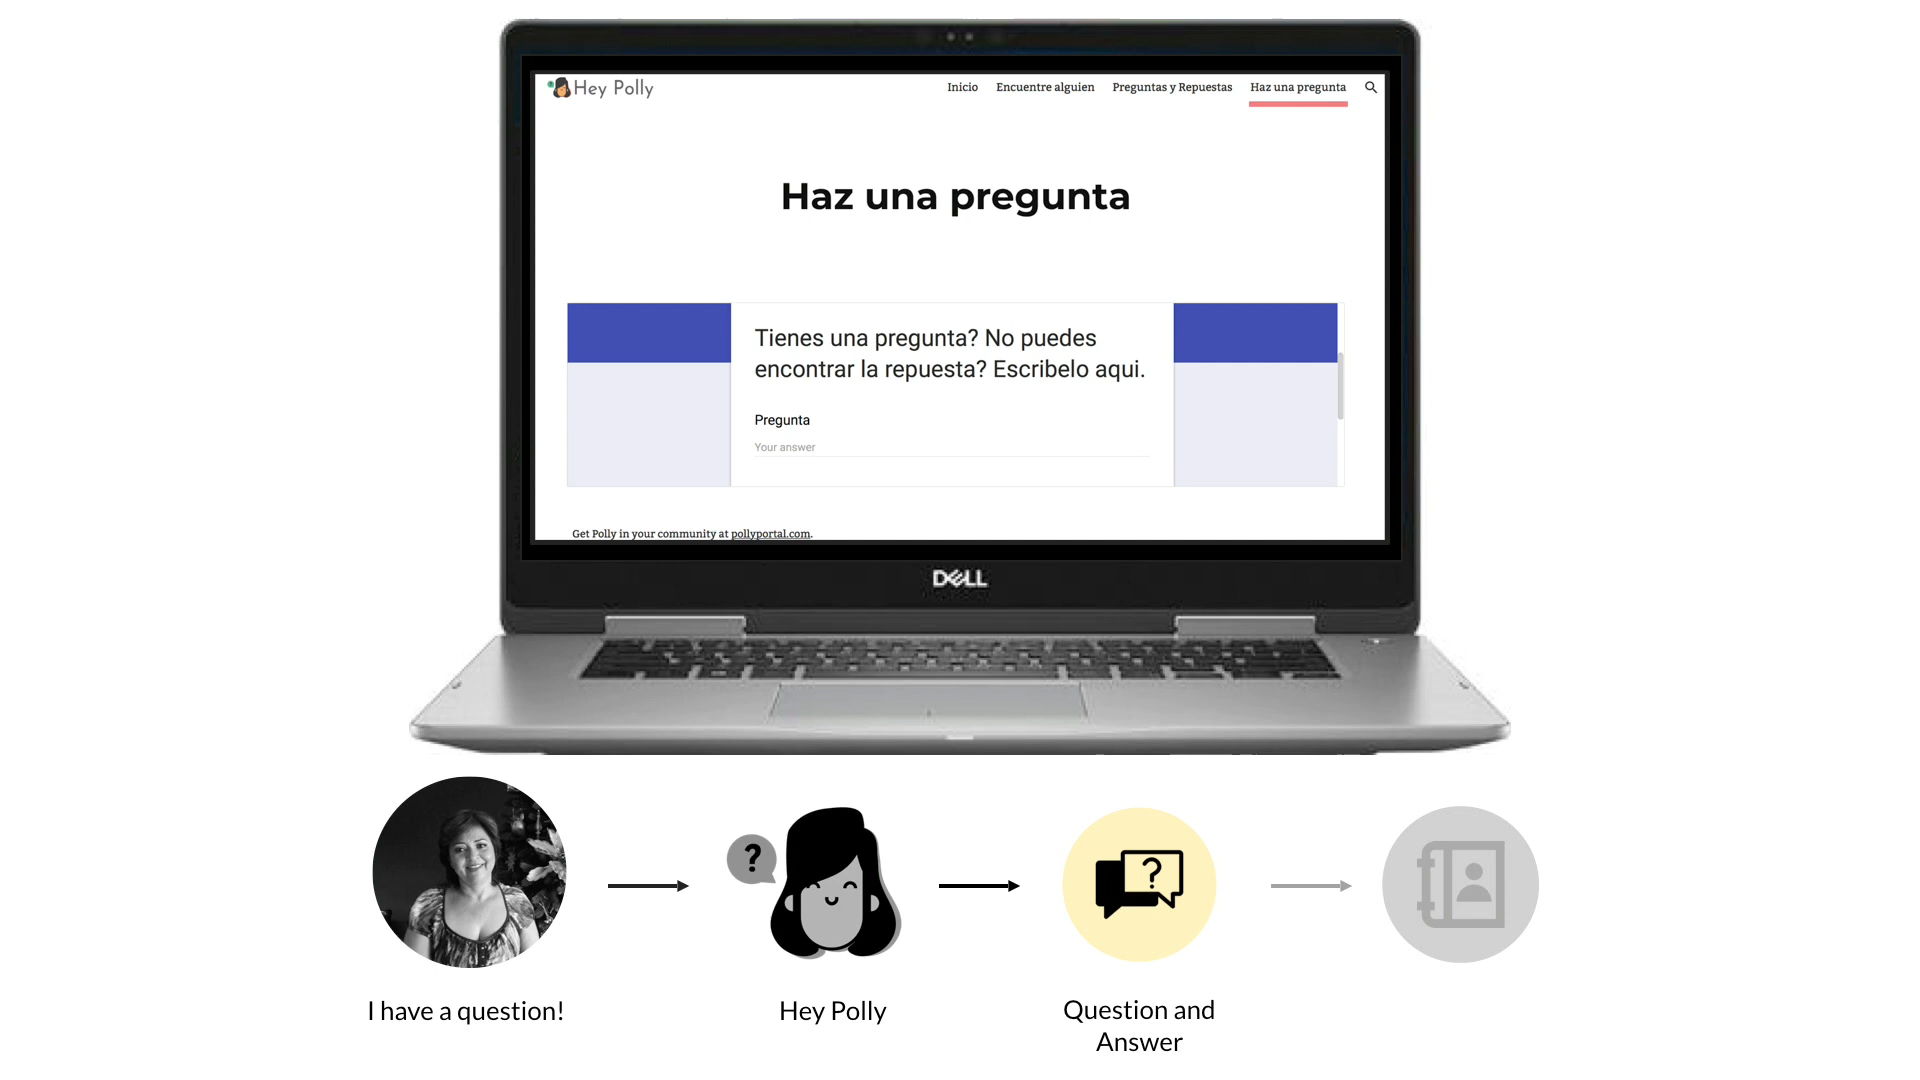 Hey Polly
Inicio Encuentre alguien Preguntas y Repuestas Haz una pregunta
Haz una pregunta
Tienes una pregunta? No puedes
encontrar la repuesta? Escribelo aqui.
Pregunta
Your answer
Get Polly in your community at pollyportal.com.
DELL
?
?
I have a question!
Hey Polly
Question and
Answer